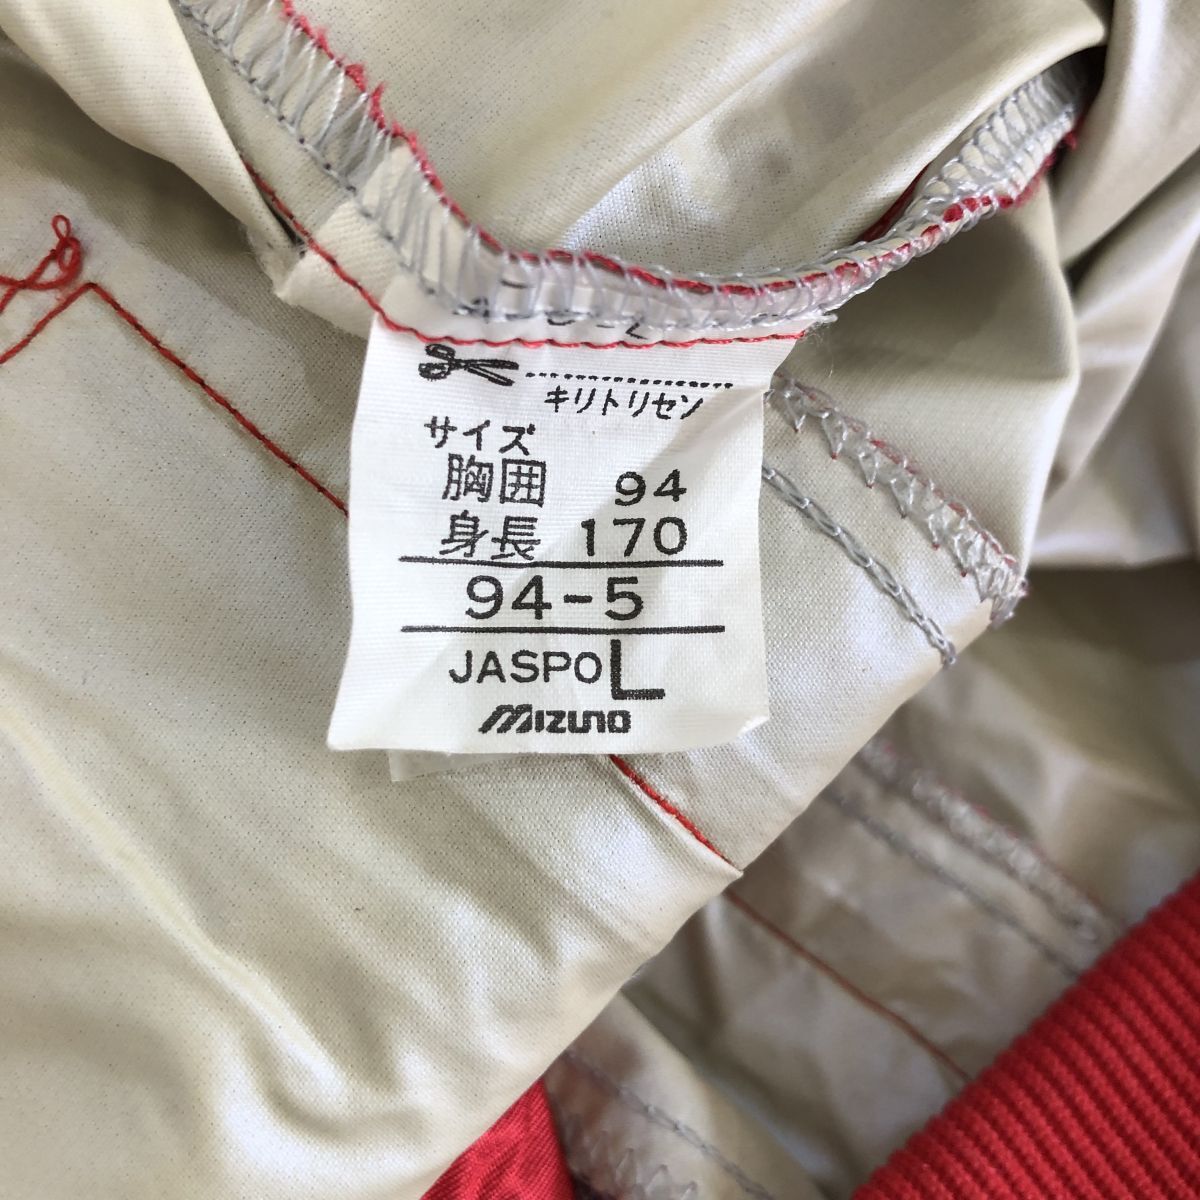 キリトリセン
サイズ
胸囲 94
身長 170
94-5
JASPO L
mizuno